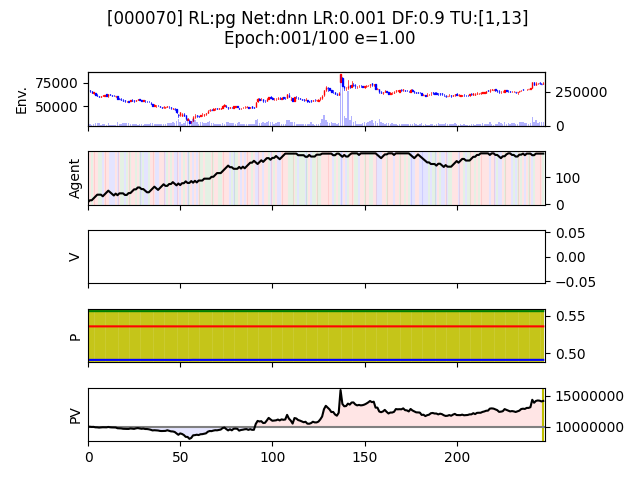 [000070] RL:pg Net:dnn LR:0.001 DF:0.9 TU:[1,13]
Epoch:001/100 e=1.00
Env.
75000
50000
250000
0
Agent
100
0
V
0.05
0.00
−0.05
P
0.55
0.50
PV
15000000
10000000
0 50 100 150 200